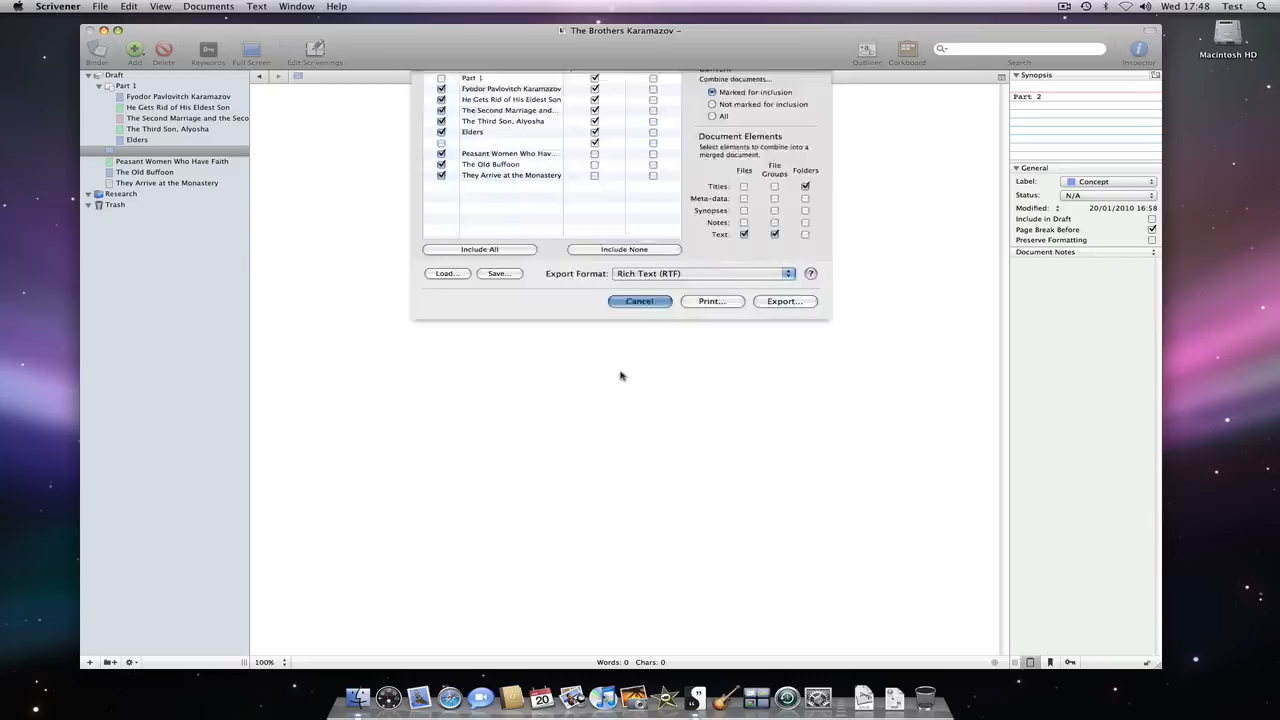 Scrivener File Edit View Documents Text Window Help Wed 17:48 Test
The Brothers Karamazov –
Binder Add Delete Keywords Full Screen Edit Scrivenings Outliner Corkboard Search Inspector
Macintosh HD
Draft
Part 1
Fyodor Pavlovitch Karamazov
He Gets Rid of His Eldest Son
The Second Marriage and the Seco
The Third Son, Alyosha
Elders
Peasant Women Who Have Faith
The Old Buffoon
They Arrive at the Monastery
Research
Trash
Part 1
Fyodor Pavlovitch Karamazov
He Gets Rid of His Eldest Son
The Second Marriage and...
The Third Son, Alyosha
Elders
Peasant Women Who Hav...
The Old Buffoon
They Arrive at the Monastery
Include All
Include None
Combine documents...
Marked for inclusion
Not marked for inclusion
All
Document Elements
Select elements to combine into a
merged document.
Files File Groups Folders
Titles:
Meta-data:
Synopses:
Notes:
Text:
Load... Save... Export Format: Rich Text (RTF) ?
Cancel Print... Export...
Synopsis
Part 2
General
Label: Concept
Status: N/A
Modified: 20/01/2010 16:58
Include in Draft
Page Break Before
Preserve Formatting
Document Notes
100%
Words: 0 Chars: 0
20